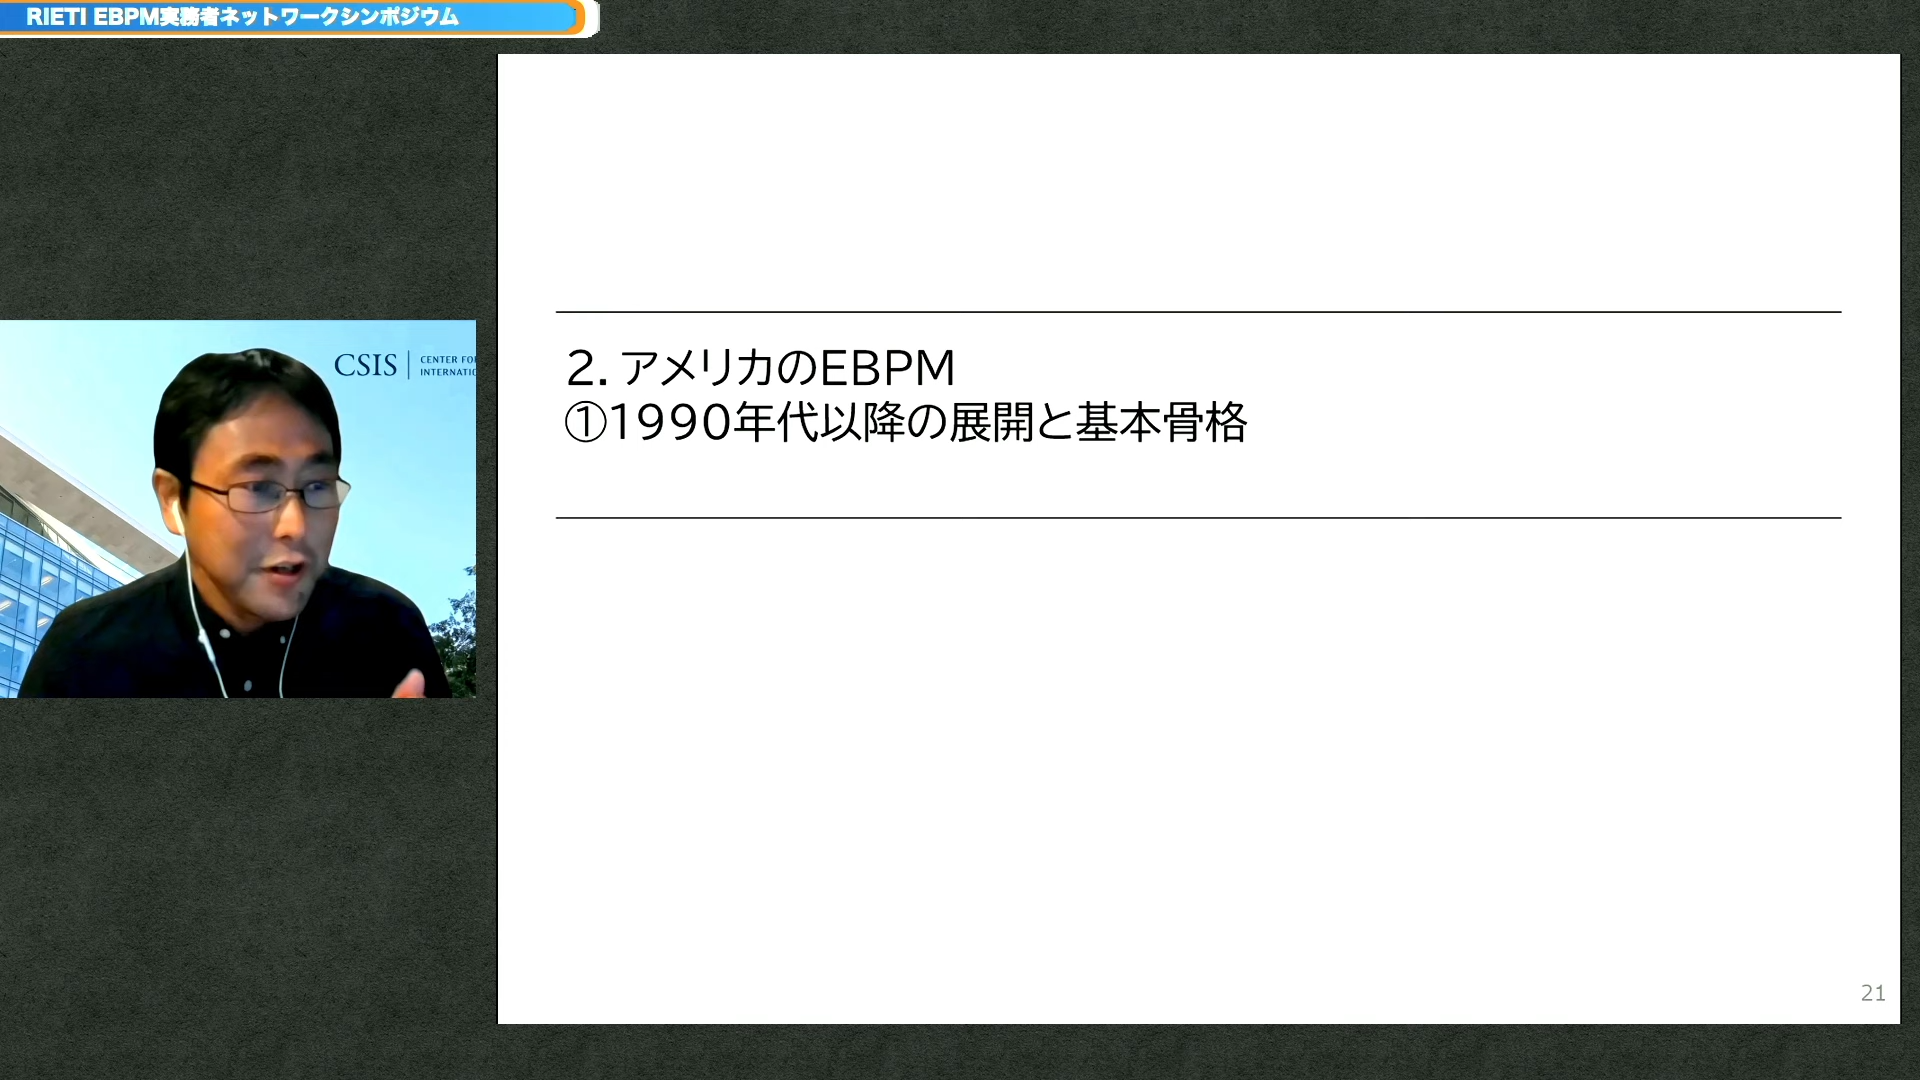 RIETI EBPM実務者ネットワークシンポジウム
CSIS
CENTER FO
INTERNATIO
2. アメリカのEBPM
①1990年代以降の展開と基本骨格
21